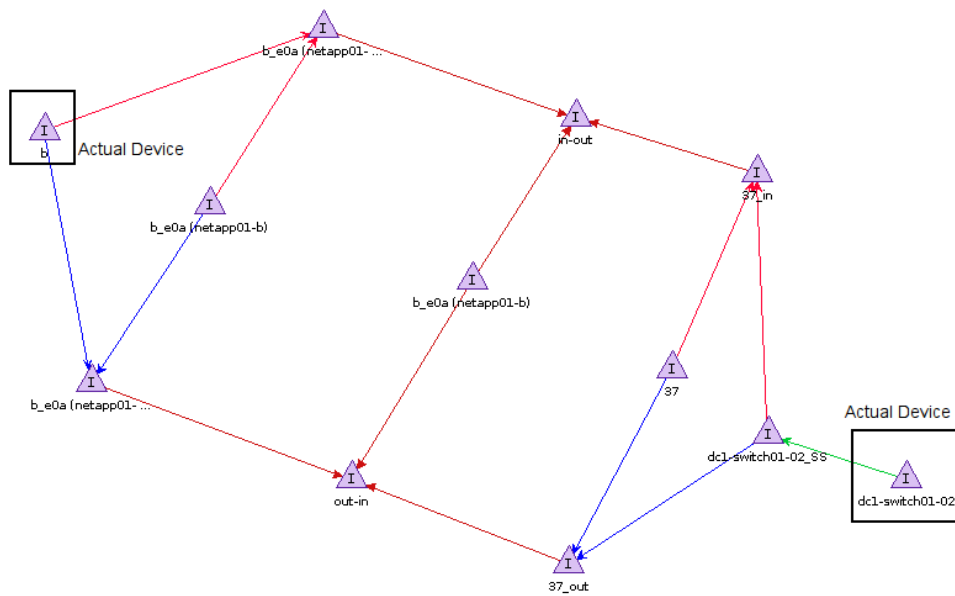 I
b_e0a (netapp01- ...
I
b
Actual Device
I
in-out
I
37_in
I
b_e0a (netapp01-b)
I
b_e0a (netapp01-b)
I
b_e0a (netapp01- ...
I
37
Actual Device
I
dc1-switch01-02_SS
I
dc1-switch01-02
I
out-in
I
37_out